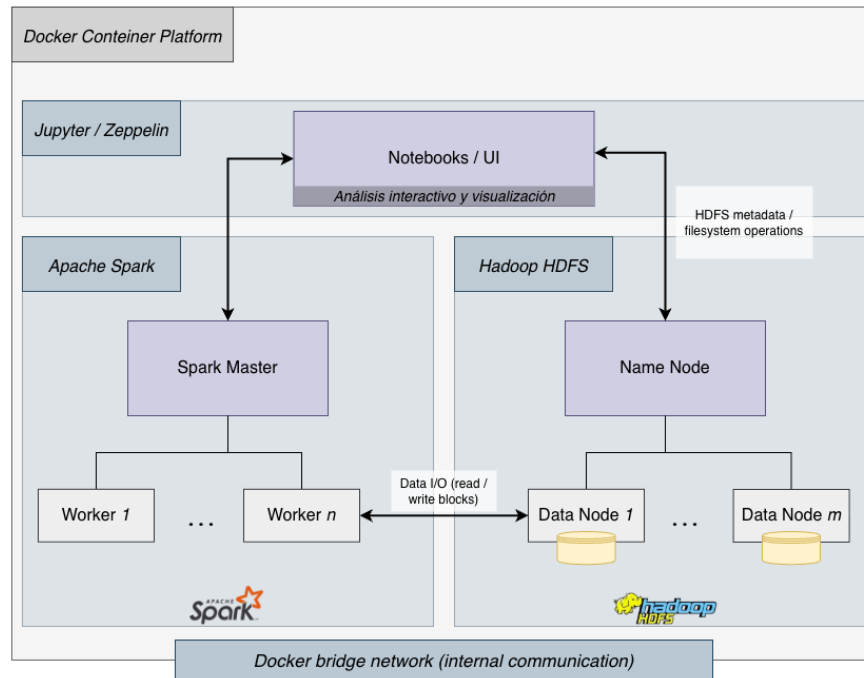 Docker Conteiner Platform
Jupyter / Zeppelin
Notebooks / UI
Análisis interactivo y visualización
HDFS metadata /
filesystem operations
Apache Spark
Hadoop HDFS
Spark Master
Name Node
Data I/O (read /
write blocks)
Worker 1
...
Worker n
Data Node 1
...
Data Node m
APACHE
Spark
hadoop
HDFS
Docker bridge network (internal communication)